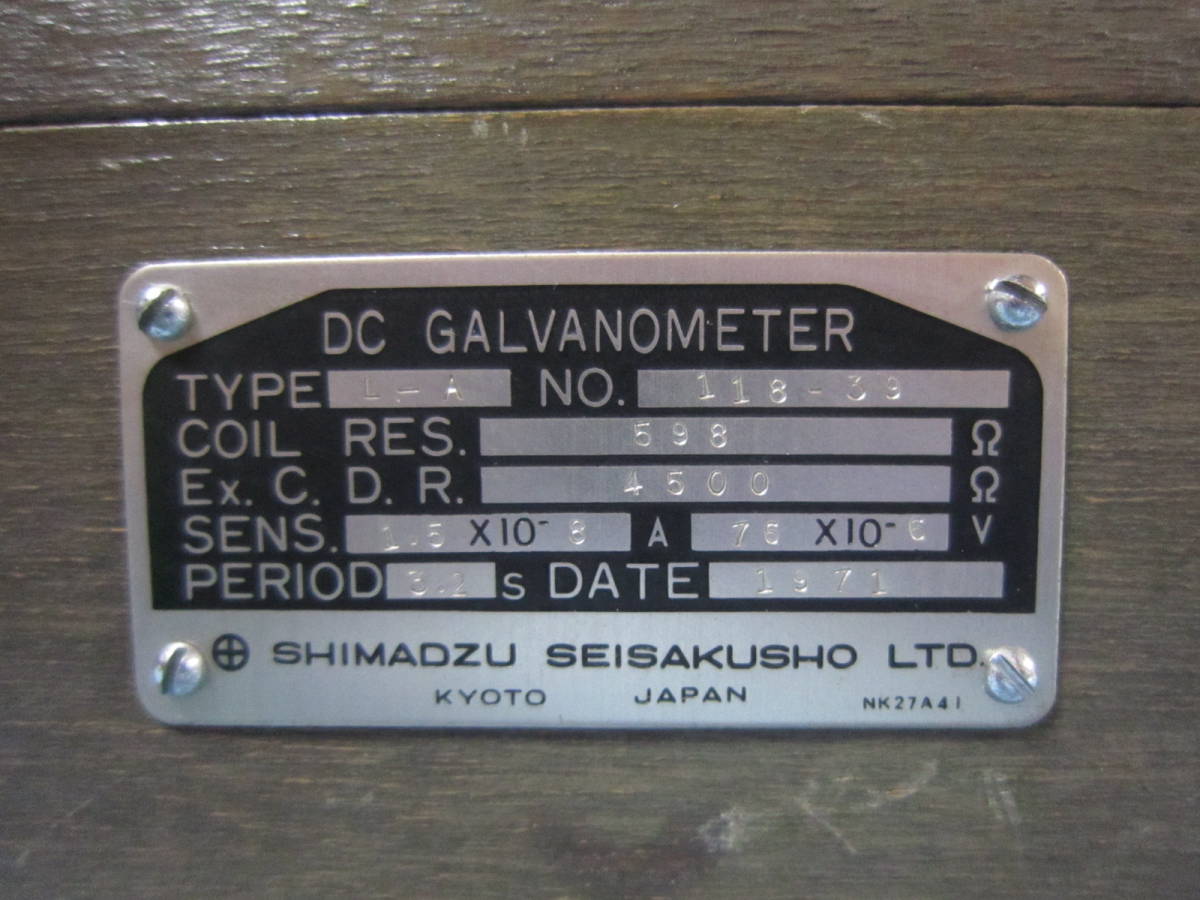 DC GALVANOMETER
TYPE L-A NO. 118-39
COIL RES. 598 Ω
Ex. C. D. R. 4500 Ω
SENS. 1.5 X10-8 A 76 X10-6 V
PERIOD 3.2 s DATE 1971
SHIMADZU SEISAKUSHO LTD.
KYOTO JAPAN NK27A41